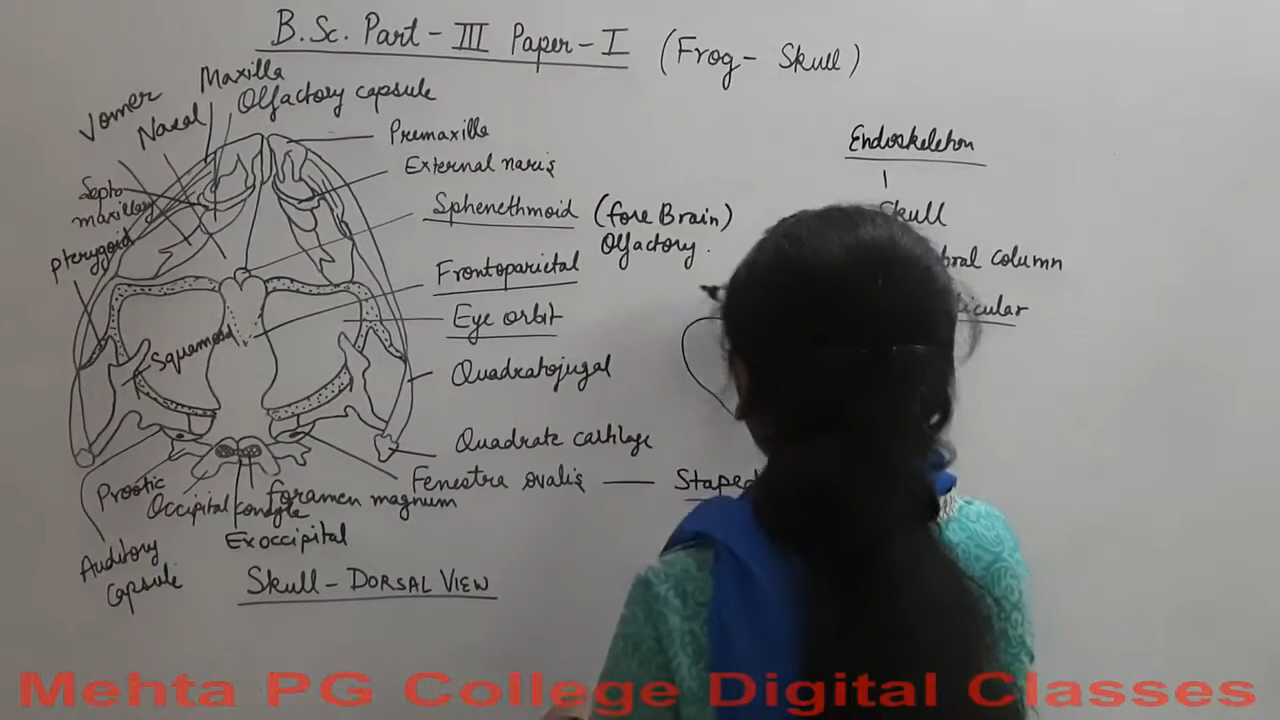 B.Sc. Part - III Paper - I (Frog - Skull)
Maxilla
Olfactory capsule
Vomer
Nasal
Premaxilla
External naris
Septo
maxillary
Sphenethmoid (fore Brain)
Olfactory.
Pterygoid
Frontoparietal
Eye orbit
Squamosal
Quadratojugal
Quadrate cartilage
Fenestra ovalis —
Prootic
Foramen magnum
Occipital condyle
Exoccipital
Auditory
capsule
Skull - DORSAL VIEW
Endoskeleton
Skull
column
Mehta PG College Digital Classes